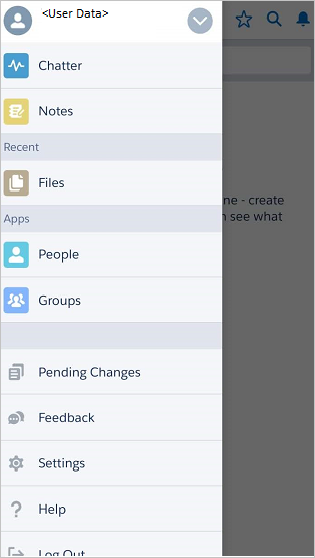 <User Data>
Chatter
Notes
Recent
Files
Apps
People
Groups
ne - create
see what
Pending Changes
Feedback
Settings
Help
Log Out